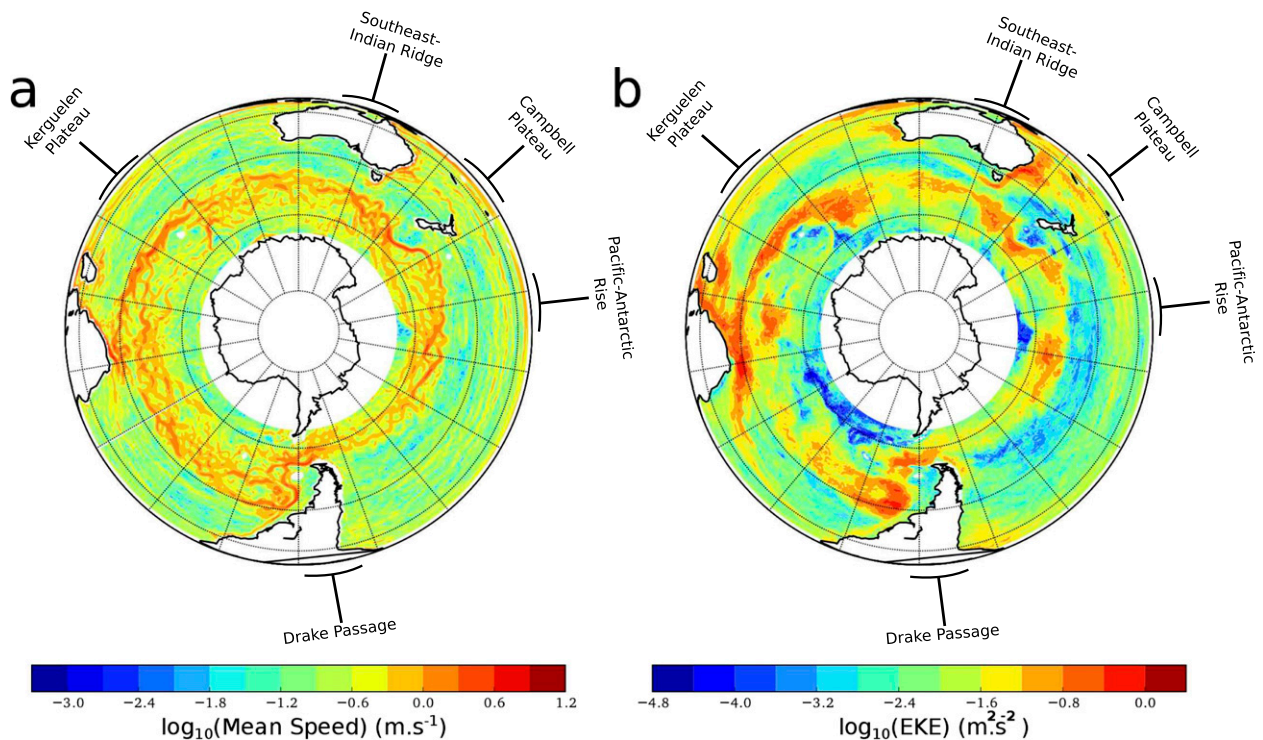 a
Southeast-
Indian Ridge
Kerguelen
Plateau
Campbell
Plateau
Pacific-Antarctic
Rise
Drake Passage
−3.0 −2.4 −1.8 −1.2 −0.6 0.0 0.6 1.2
log₁₀(Mean Speed) (m.s⁻¹)
b
Southeast-
Indian Ridge
Kerguelen
Plateau
Campbell
Plateau
Pacific-Antarctic
Rise
Drake Passage
−4.8 −4.0 −3.2 −2.4 −1.6 −0.8 0.0
log₁₀(EKE) (m²s⁻²)